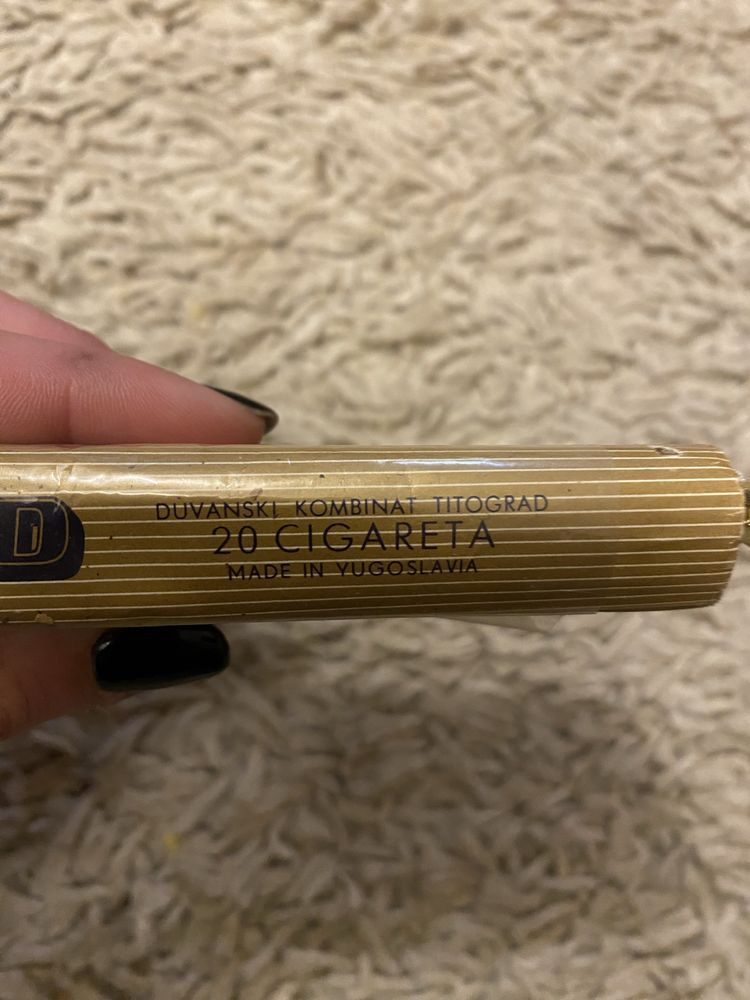 D
DUVANSKI KOMBINAT TITOGRAD
20 CIGARETA
MADE IN YUGOSLAVIA